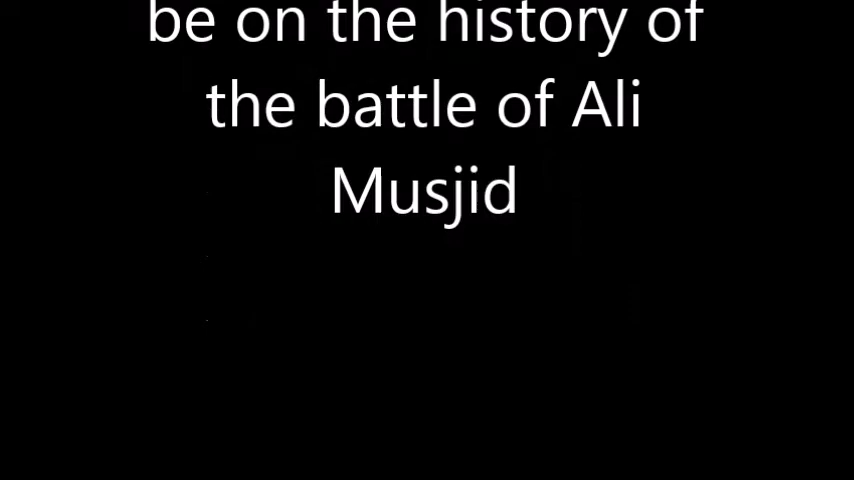 be on the history of
the battle of Ali
Musjid